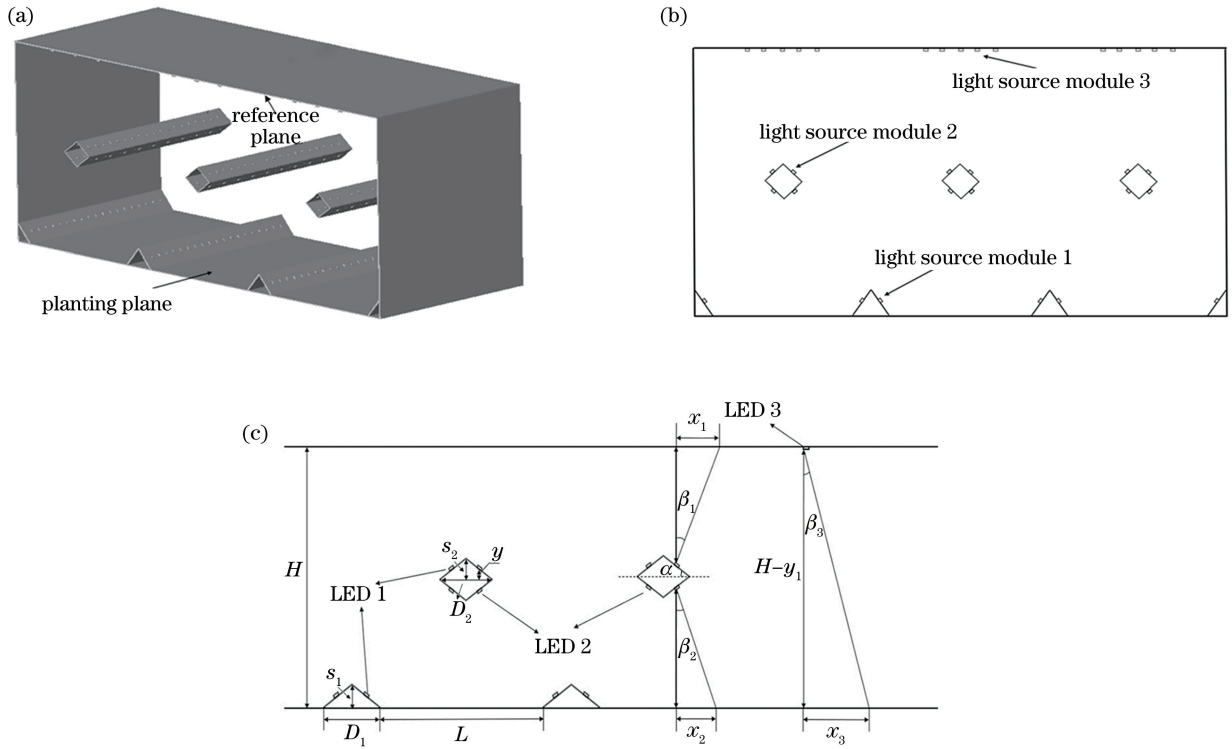 (a)
reference
plane
planting plane
(b)
light source module 3
light source module 2
light source module 1
(c)
LED 3
x₁
β₁
β₃
H
s₂
y
α
H−y₁
LED 1
D₂
LED 2
β₂
s₁
D₁
L
x₂
x₃